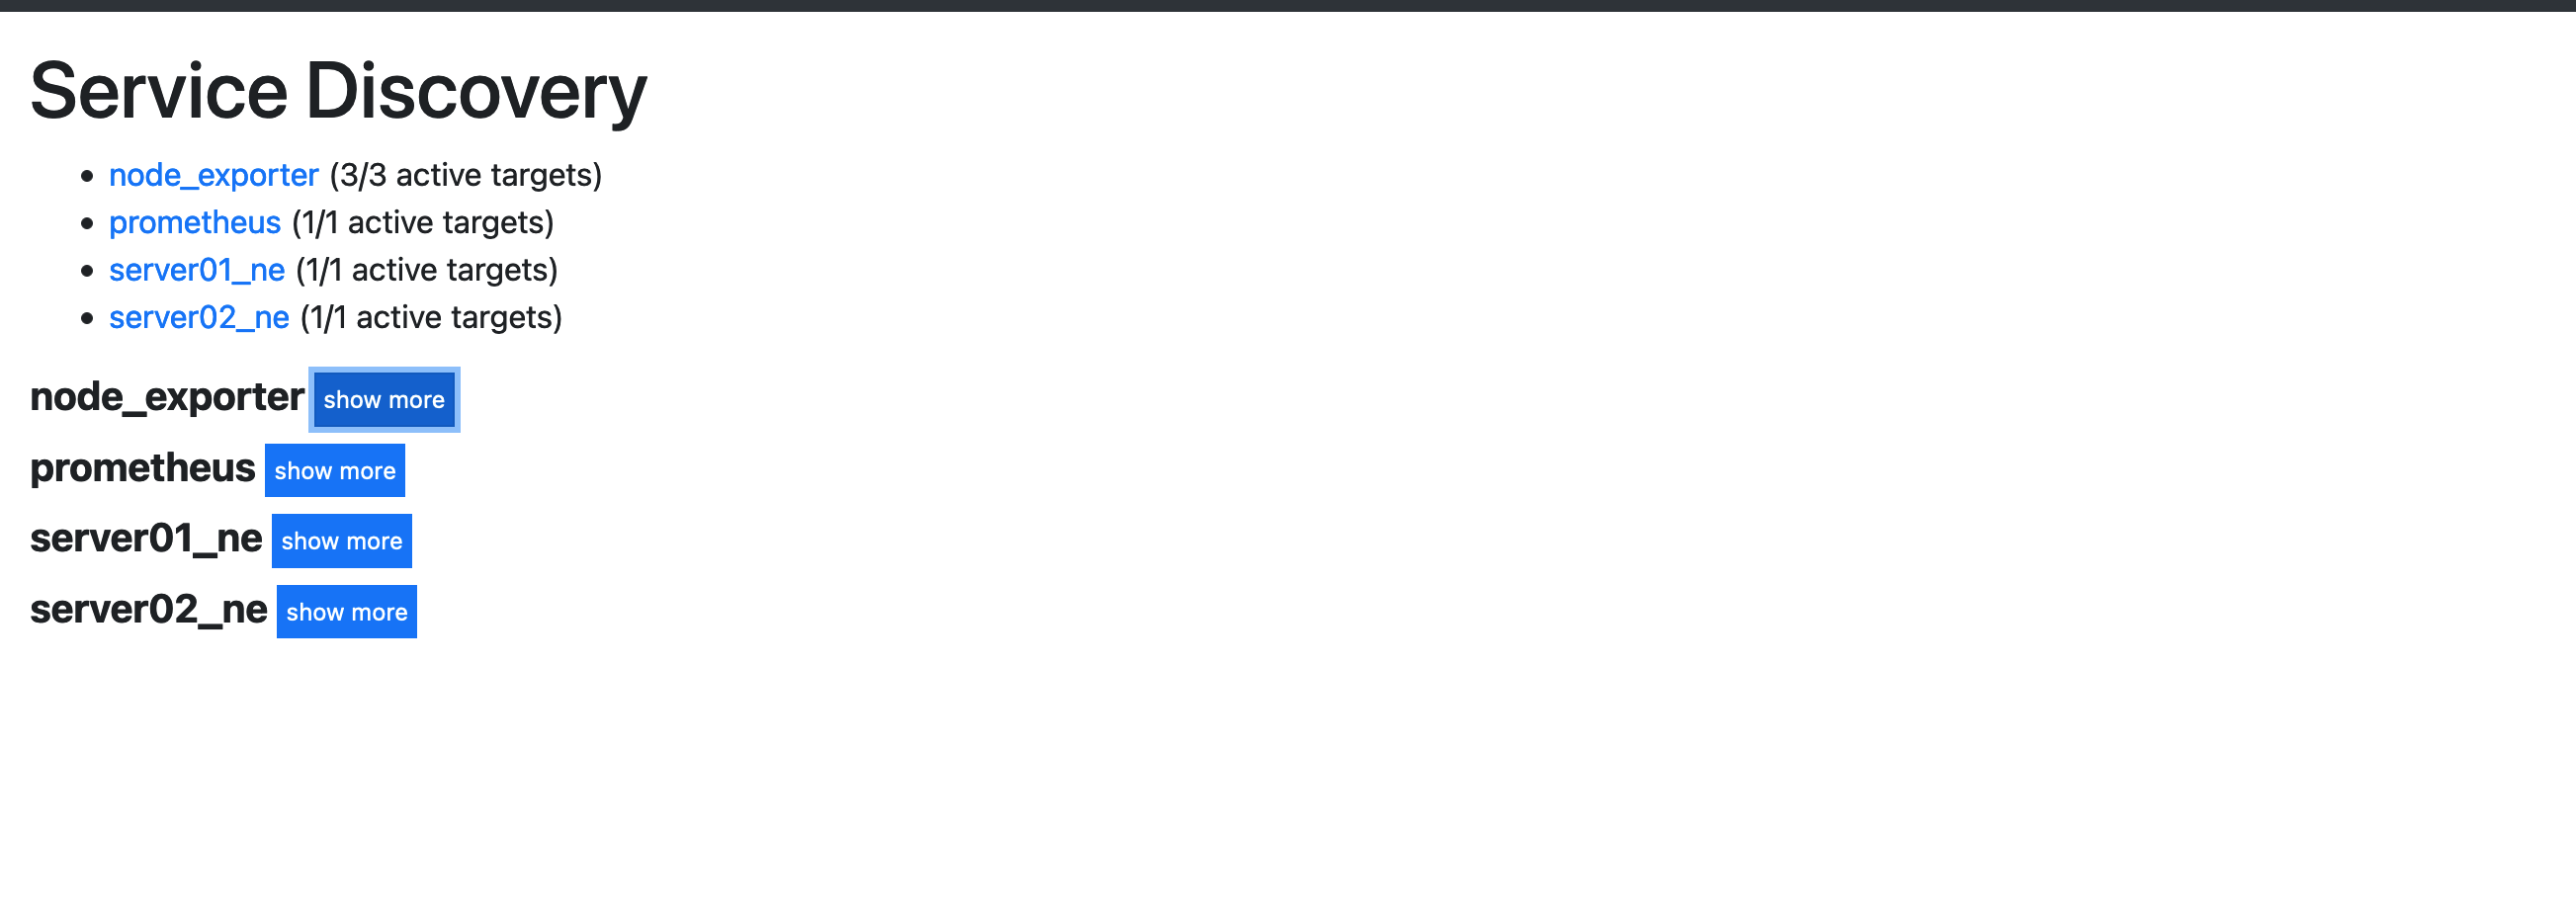 Service Discovery
node_exporter (3/3 active targets)
prometheus (1/1 active targets)
server01_ne (1/1 active targets)
server02_ne (1/1 active targets)
node_exporter show more
prometheus show more
server01_ne show more
server02_ne show more